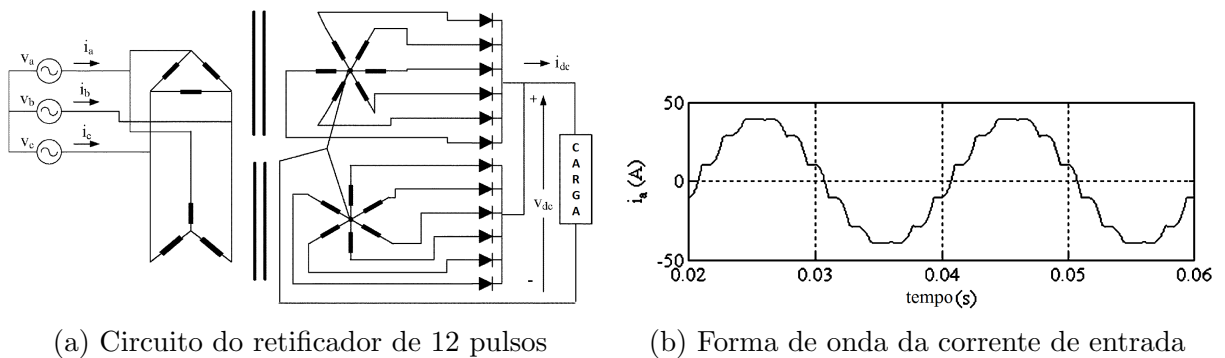 v_a
i_a
v_b
i_b
v_c
i_c
i_dc
+
v_dc
-
CARGA
50
0
-50
i_a (A)
0.02
0.03
0.04
0.05
0.06
tempo (s)
(a) Circuito do retificador de 12 pulsos
(b) Forma de onda da corrente de entrada